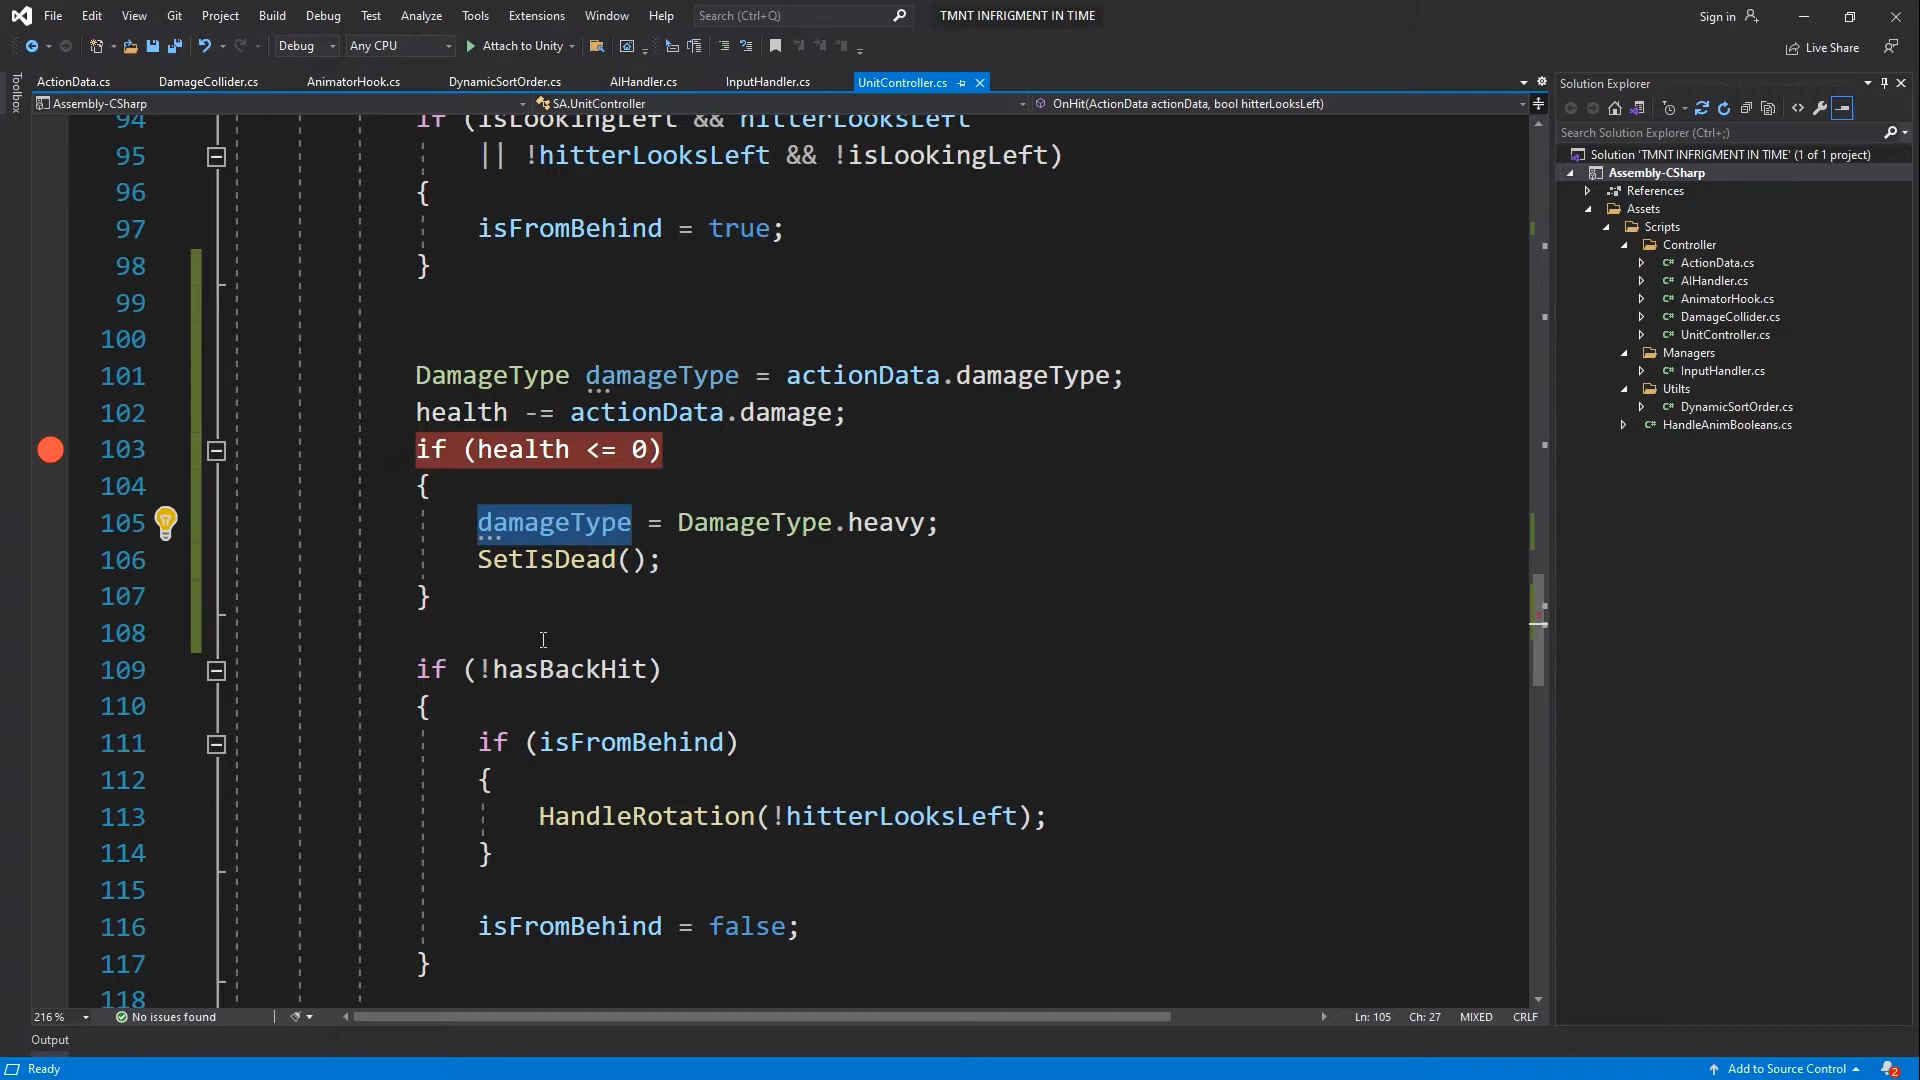 File Edit View Git Project Build Debug Test Analyze Tools Extensions Window Help Search (Ctrl+Q) TMNT INFRIGMENT IN TIME Sign in
Debug Any CPU Attach to Unity Live Share
Toolbox
ActionData.cs DamageCollider.cs AnimatorHook.cs DynamicSortOrder.cs AIHandler.cs InputHandler.cs UnitController.cs
Assembly-CSharp SA.UnitController OnHit(ActionData actionData, bool hitterLooksLeft)
94 if (isLookingLeft && hitterLooksLeft
95 || !hitterLooksLeft && !isLookingLeft)
96 {
97 isFromBehind = true;
98 }
99
100
101 DamageType damageType = actionData.damageType;
102 health -= actionData.damage;
103 if (health <= 0)
104 {
105 damageType = DamageType.heavy;
106 SetIsDead();
107 }
108
109 if (!hasBackHit)
110 {
111 if (isFromBehind)
112 {
113 HandleRotation(!hitterLooksLeft);
114 }
115
116 isFromBehind = false;
117 }
118
216 % No issues found Ln: 105 Ch: 27 MIXED CRLF
Output
Ready Add to Source Control 2
Solution Explorer
Search Solution Explorer (Ctrl+;)
Solution 'TMNT INFRIGMENT IN TIME' (1 of 1 project)
Assembly-CSharp
References
Assets
Scripts
Controller
C# ActionData.cs
C# AIHandler.cs
C# AnimatorHook.cs
C# DamageCollider.cs
C# UnitController.cs
Managers
C# InputHandler.cs
Utilts
C# DynamicSortOrder.cs
C# HandleAnimBooleans.cs